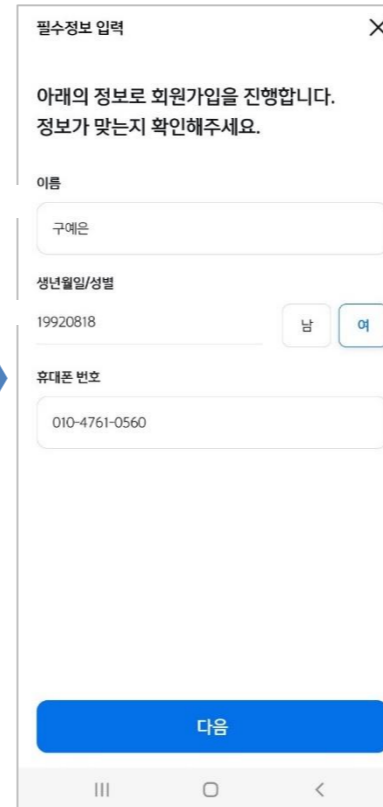 필수정보 입력
아래의 정보로 회원가입을 진행합니다.
정보가 맞는지 확인해주세요.
이름
구예은
생년월일/성별
19920818
남 여
휴대폰 번호
010-4761-0560
다음